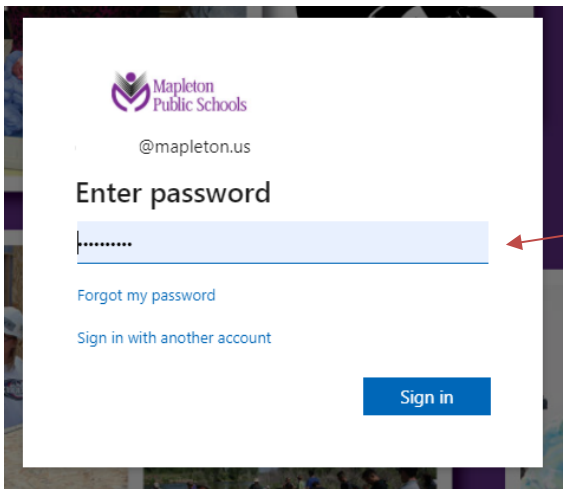 Mapleton
Public Schools
@mapleton.us
Enter password
••••••••••
Forgot my password
Sign in with another account
Sign in